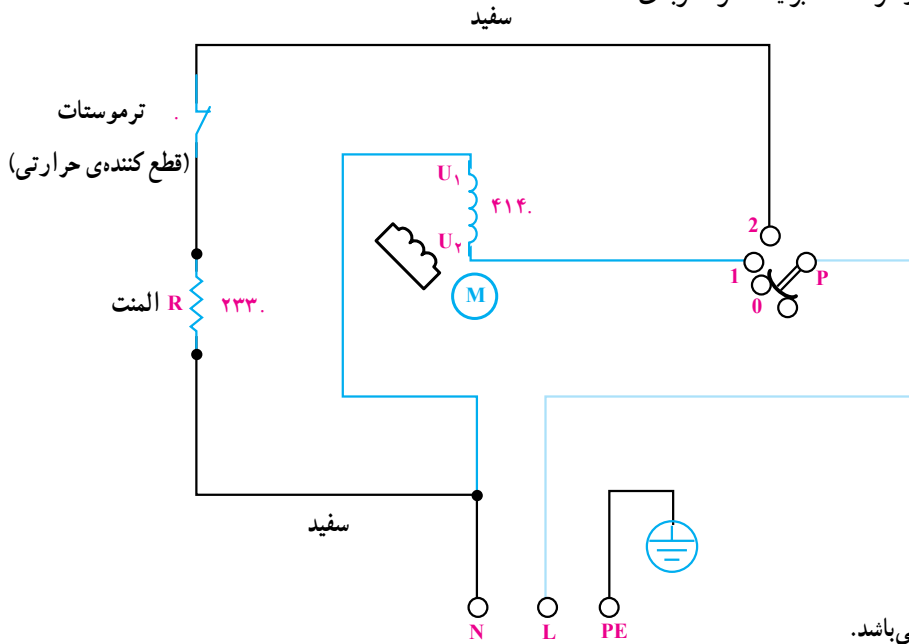 سفید
ترموستات
(قطع کننده‌ی حرارتی)
U۱
۴۱۴.
U۲
M
2
1
0
P
المنت R ۲۳۳.
سفید
N L PE
ی‌باشد.